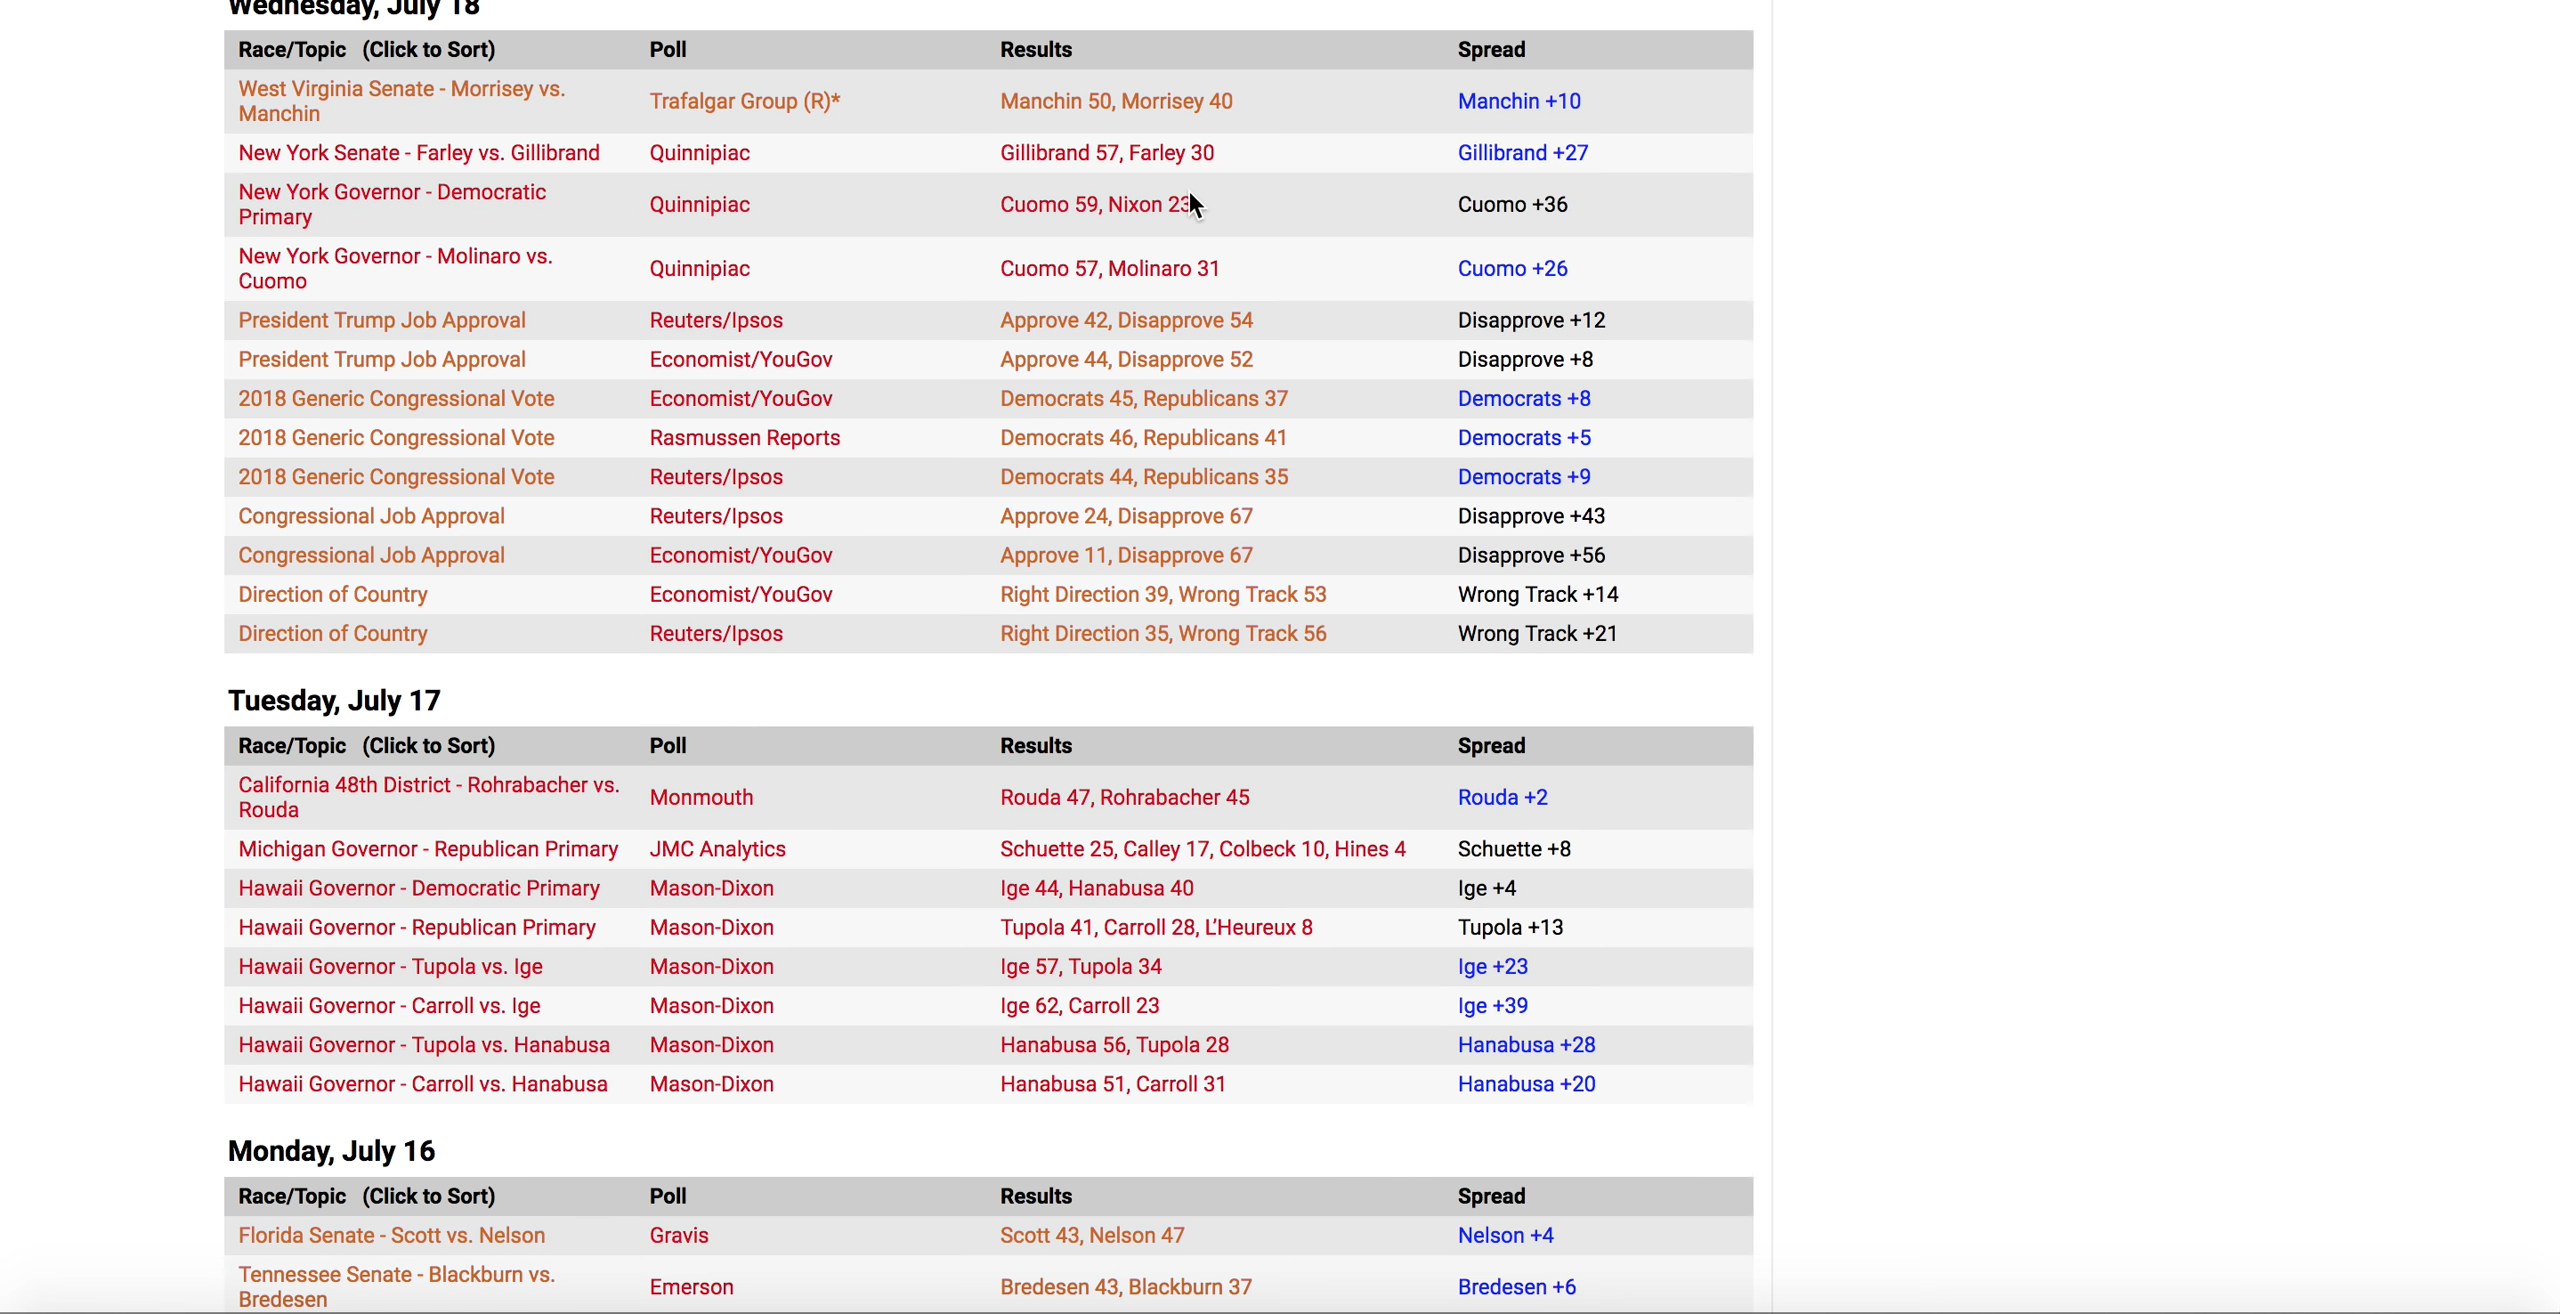 Wednesday, July 18
Race/Topic (Click to Sort) Poll Results Spread
West Virginia Senate - Morrisey vs.
Manchin Trafalgar Group (R)* Manchin 50, Morrisey 40 Manchin +10
New York Senate - Farley vs. Gillibrand Quinnipiac Gillibrand 57, Farley 30 Gillibrand +27
New York Governor - Democratic
Primary Quinnipiac Cuomo 59, Nixon 23 Cuomo +36
New York Governor - Molinaro vs.
Cuomo Quinnipiac Cuomo 57, Molinaro 31 Cuomo +26
President Trump Job Approval Reuters/Ipsos Approve 42, Disapprove 54 Disapprove +12
President Trump Job Approval Economist/YouGov Approve 44, Disapprove 52 Disapprove +8
2018 Generic Congressional Vote Economist/YouGov Democrats 45, Republicans 37 Democrats +8
2018 Generic Congressional Vote Rasmussen Reports Democrats 46, Republicans 41 Democrats +5
2018 Generic Congressional Vote Reuters/Ipsos Democrats 44, Republicans 35 Democrats +9
Congressional Job Approval Reuters/Ipsos Approve 24, Disapprove 67 Disapprove +43
Congressional Job Approval Economist/YouGov Approve 11, Disapprove 67 Disapprove +56
Direction of Country Economist/YouGov Right Direction 39, Wrong Track 53 Wrong Track +14
Direction of Country Reuters/Ipsos Right Direction 35, Wrong Track 56 Wrong Track +21
Tuesday, July 17
Race/Topic (Click to Sort) Poll Results Spread
California 48th District - Rohrabacher vs.
Rouda Monmouth Rouda 47, Rohrabacher 45 Rouda +2
Michigan Governor - Republican Primary JMC Analytics Schuette 25, Calley 17, Colbeck 10, Hines 4 Schuette +8
Hawaii Governor - Democratic Primary Mason-Dixon Ige 44, Hanabusa 40 Ige +4
Hawaii Governor - Republican Primary Mason-Dixon Tupola 41, Carroll 28, L'Heureux 8 Tupola +13
Hawaii Governor - Tupola vs. Ige Mason-Dixon Ige 57, Tupola 34 Ige +23
Hawaii Governor - Carroll vs. Ige Mason-Dixon Ige 62, Carroll 23 Ige +39
Hawaii Governor - Tupola vs. Hanabusa Mason-Dixon Hanabusa 56, Tupola 28 Hanabusa +28
Hawaii Governor - Carroll vs. Hanabusa Mason-Dixon Hanabusa 51, Carroll 31 Hanabusa +20
Monday, July 16
Race/Topic (Click to Sort) Poll Results Spread
Florida Senate - Scott vs. Nelson Gravis Scott 43, Nelson 47 Nelson +4
Tennessee Senate - Blackburn vs.
Bredesen Emerson Bredesen 43, Blackburn 37 Bredesen +6